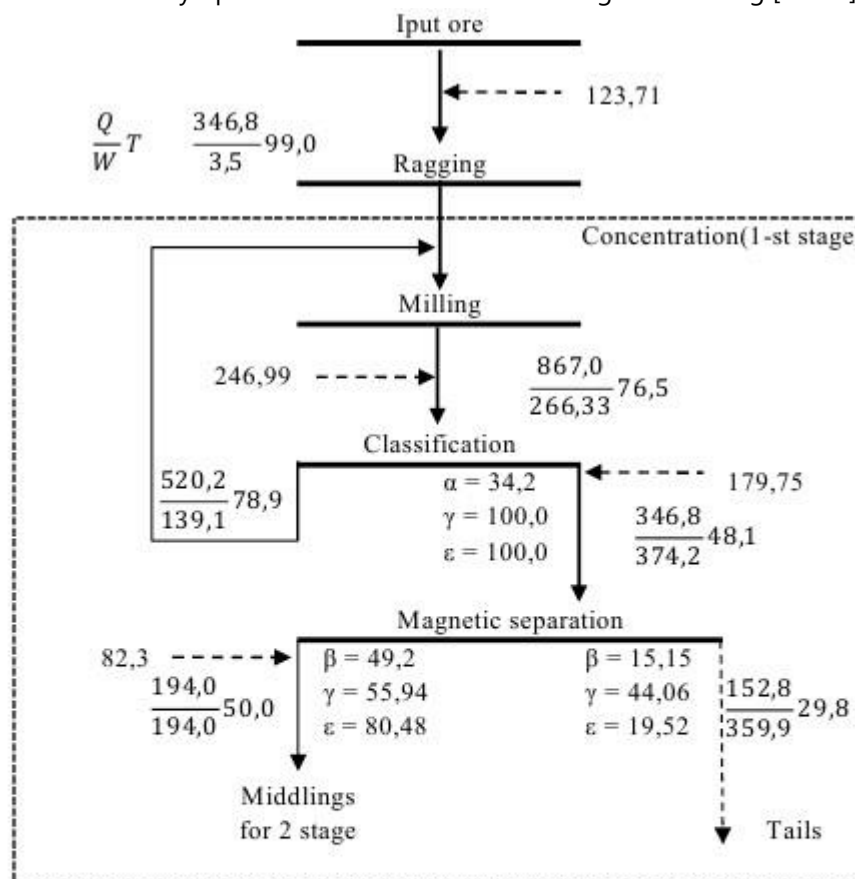 Iput ore
123,71
Q
W T
346,8
3,5 99,0
Ragging
Concentration(1-st stage
Milling
246,99
867,0
266,33 76,5
Classification
520,2
139,1 78,9
α = 34,2
γ = 100,0
ε = 100,0
179,75
346,8
374,2 48,1
Magnetic separation
82,3
194,0
194,0 50,0
β = 49,2
γ = 55,94
ε = 80,48
β = 15,15
γ = 44,06
ε = 19,52
152,8
359,9 29,8
Middlings
for 2 stage
Tails